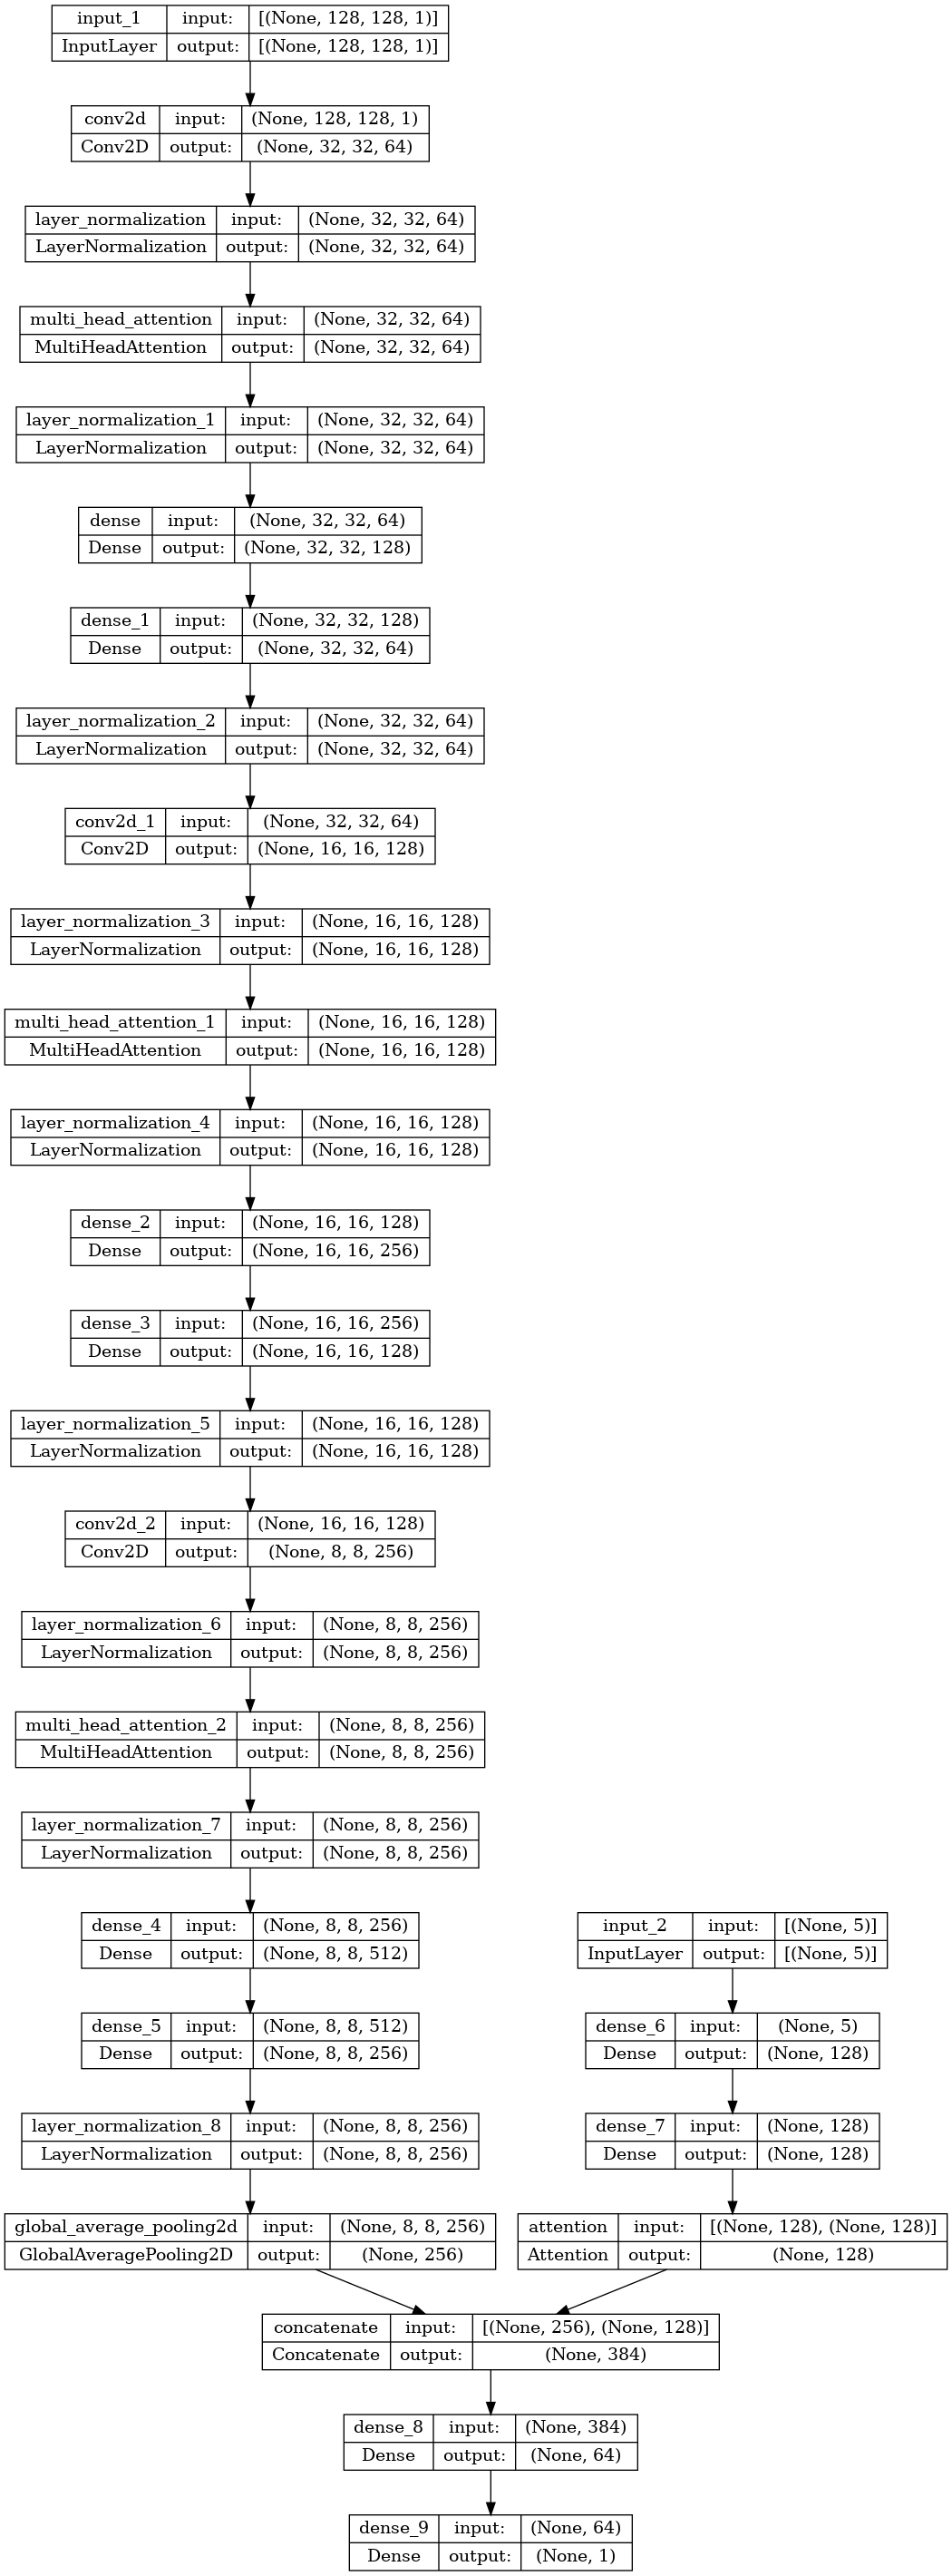 input_1 input: [(None, 128, 128, 1)]
InputLayer output: [(None, 128, 128, 1)]
conv2d input: (None, 128, 128, 1)
Conv2D output: (None, 32, 32, 64)
layer_normalization input: (None, 32, 32, 64)
LayerNormalization output: (None, 32, 32, 64)
multi_head_attention input: (None, 32, 32, 64)
MultiHeadAttention output: (None, 32, 32, 64)
layer_normalization_1 input: (None, 32, 32, 64)
LayerNormalization output: (None, 32, 32, 64)
dense input: (None, 32, 32, 64)
Dense output: (None, 32, 32, 128)
dense_1 input: (None, 32, 32, 128)
Dense output: (None, 32, 32, 64)
layer_normalization_2 input: (None, 32, 32, 64)
LayerNormalization output: (None, 32, 32, 64)
conv2d_1 input: (None, 32, 32, 64)
Conv2D output: (None, 16, 16, 128)
layer_normalization_3 input: (None, 16, 16, 128)
LayerNormalization output: (None, 16, 16, 128)
multi_head_attention_1 input: (None, 16, 16, 128)
MultiHeadAttention output: (None, 16, 16, 128)
layer_normalization_4 input: (None, 16, 16, 128)
LayerNormalization output: (None, 16, 16, 128)
dense_2 input: (None, 16, 16, 128)
Dense output: (None, 16, 16, 256)
dense_3 input: (None, 16, 16, 256)
Dense output: (None, 16, 16, 128)
layer_normalization_5 input: (None, 16, 16, 128)
LayerNormalization output: (None, 16, 16, 128)
conv2d_2 input: (None, 16, 16, 128)
Conv2D output: (None, 8, 8, 256)
layer_normalization_6 input: (None, 8, 8, 256)
LayerNormalization output: (None, 8, 8, 256)
multi_head_attention_2 input: (None, 8, 8, 256)
MultiHeadAttention output: (None, 8, 8, 256)
layer_normalization_7 input: (None, 8, 8, 256)
LayerNormalization output: (None, 8, 8, 256)
dense_4 input: (None, 8, 8, 256)
Dense output: (None, 8, 8, 512)
input_2 input: [(None, 5)]
InputLayer output: [(None, 5)]
dense_5 input: (None, 8, 8, 512)
Dense output: (None, 8, 8, 256)
dense_6 input: (None, 5)
Dense output: (None, 128)
layer_normalization_8 input: (None, 8, 8, 256)
LayerNormalization output: (None, 8, 8, 256)
dense_7 input: (None, 128)
Dense output: (None, 128)
global_average_pooling2d input: (None, 8, 8, 256)
GlobalAveragePooling2D output: (None, 256)
attention input: [(None, 128), (None, 128)]
Attention output: (None, 128)
concatenate input: [(None, 256), (None, 128)]
Concatenate output: (None, 384)
dense_8 input: (None, 384)
Dense output: (None, 64)
dense_9 input: (None, 64)
Dense output: (None, 1)